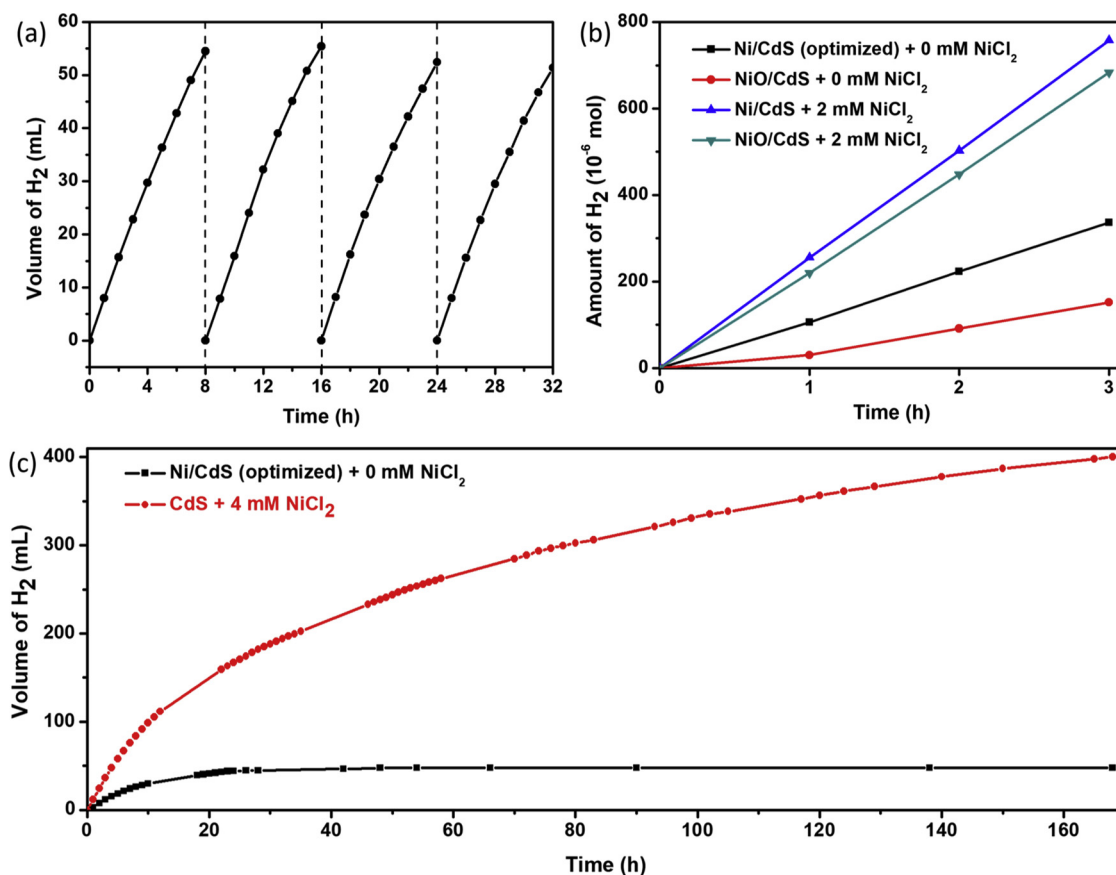 (a)
60
50
40
30
20
10
0
Volume of H2 (mL)
0 4 8 12 16 20 24 28 32
Time (h)
(b)
800
600
400
200
0
Amount of H2 (10-6 mol)
Ni/CdS (optimized) + 0 mM NiCl2
NiO/CdS + 0 mM NiCl2
Ni/CdS + 2 mM NiCl2
NiO/CdS + 2 mM NiCl2
0 1 2 3
Time (h)
(c)
400
300
200
100
0
Volume of H2 (mL)
Ni/CdS (optimized) + 0 mM NiCl2
CdS + 4 mM NiCl2
0 20 40 60 80 100 120 140 160
Time (h)